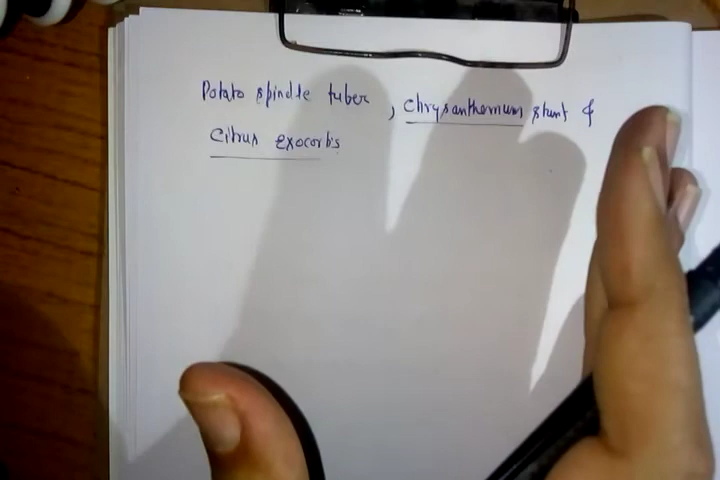 Potato spindle tuber, chrysanthemum stunt &
Citrus exocortis